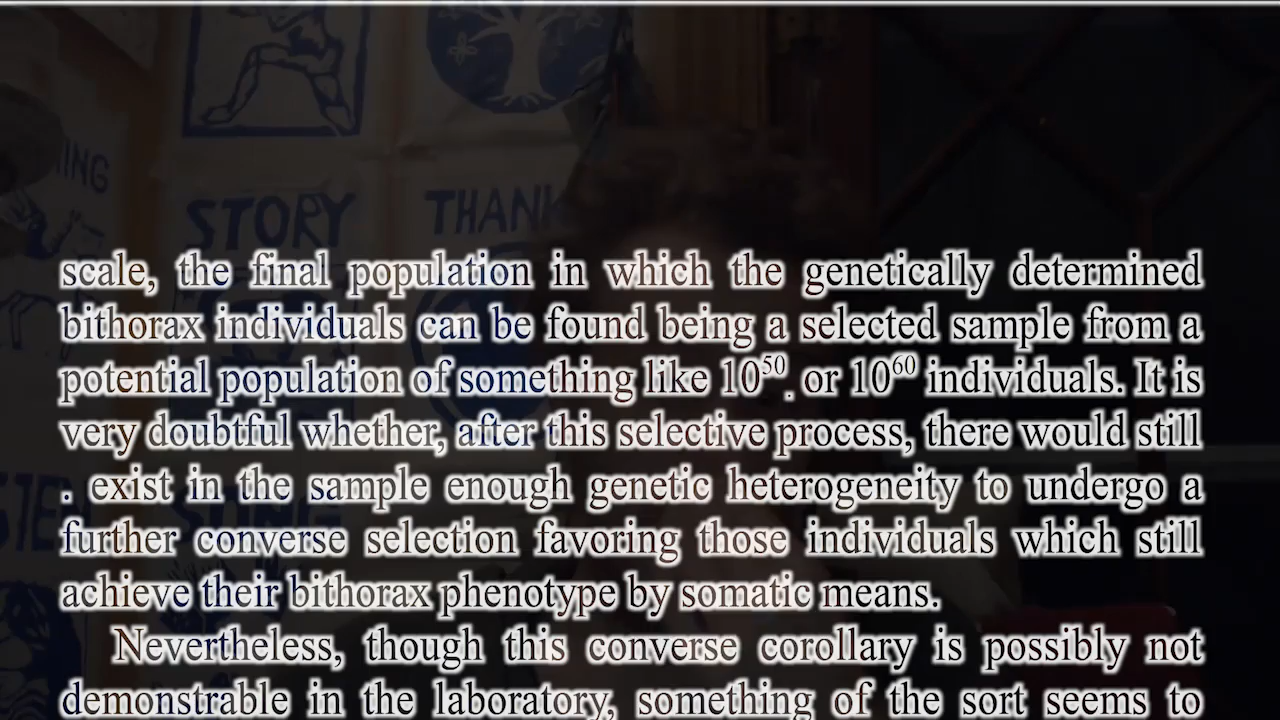 ING
STORY
THANK
scale, the final population in which the genetically determined
bithorax individuals can be found being a selected sample from a
potential population of something like 10⁵⁰. or 10⁶⁰ individuals. It is
very doubtful whether, after this selective process, there would still
. exist in the sample enough genetic heterogeneity to undergo a
further converse selection favoring those individuals which still
achieve their bithorax phenotype by somatic means.
Nevertheless, though this converse corollary is possibly not
demonstrable in the laboratory, something of the sort seems to